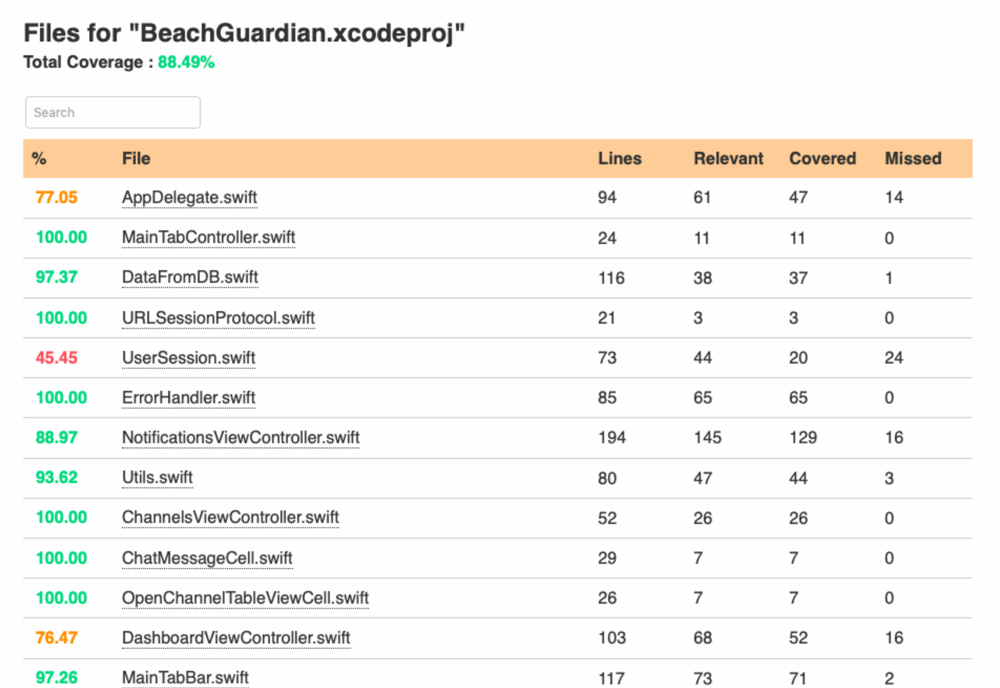 Files for "BeachGuardian.xcodeproj"
Total Coverage : 88.49%
Search
% File Lines Relevant Covered Missed
77.05 AppDelegate.swift 94 61 47 14
100.00 MainTabController.swift 24 11 11 0
97.37 DataFromDB.swift 116 38 37 1
100.00 URLSessionProtocol.swift 21 3 3 0
45.45 UserSession.swift 73 44 20 24
100.00 ErrorHandler.swift 85 65 65 0
88.97 NotificationsViewController.swift 194 145 129 16
93.62 Utils.swift 80 47 44 3
100.00 ChannelsViewController.swift 52 26 26 0
100.00 ChatMessageCell.swift 29 7 7 0
100.00 OpenChannelTableViewCell.swift 26 7 7 0
76.47 DashboardViewController.swift 103 68 52 16
97.26 MainTabBar.swift 117 73 71 2